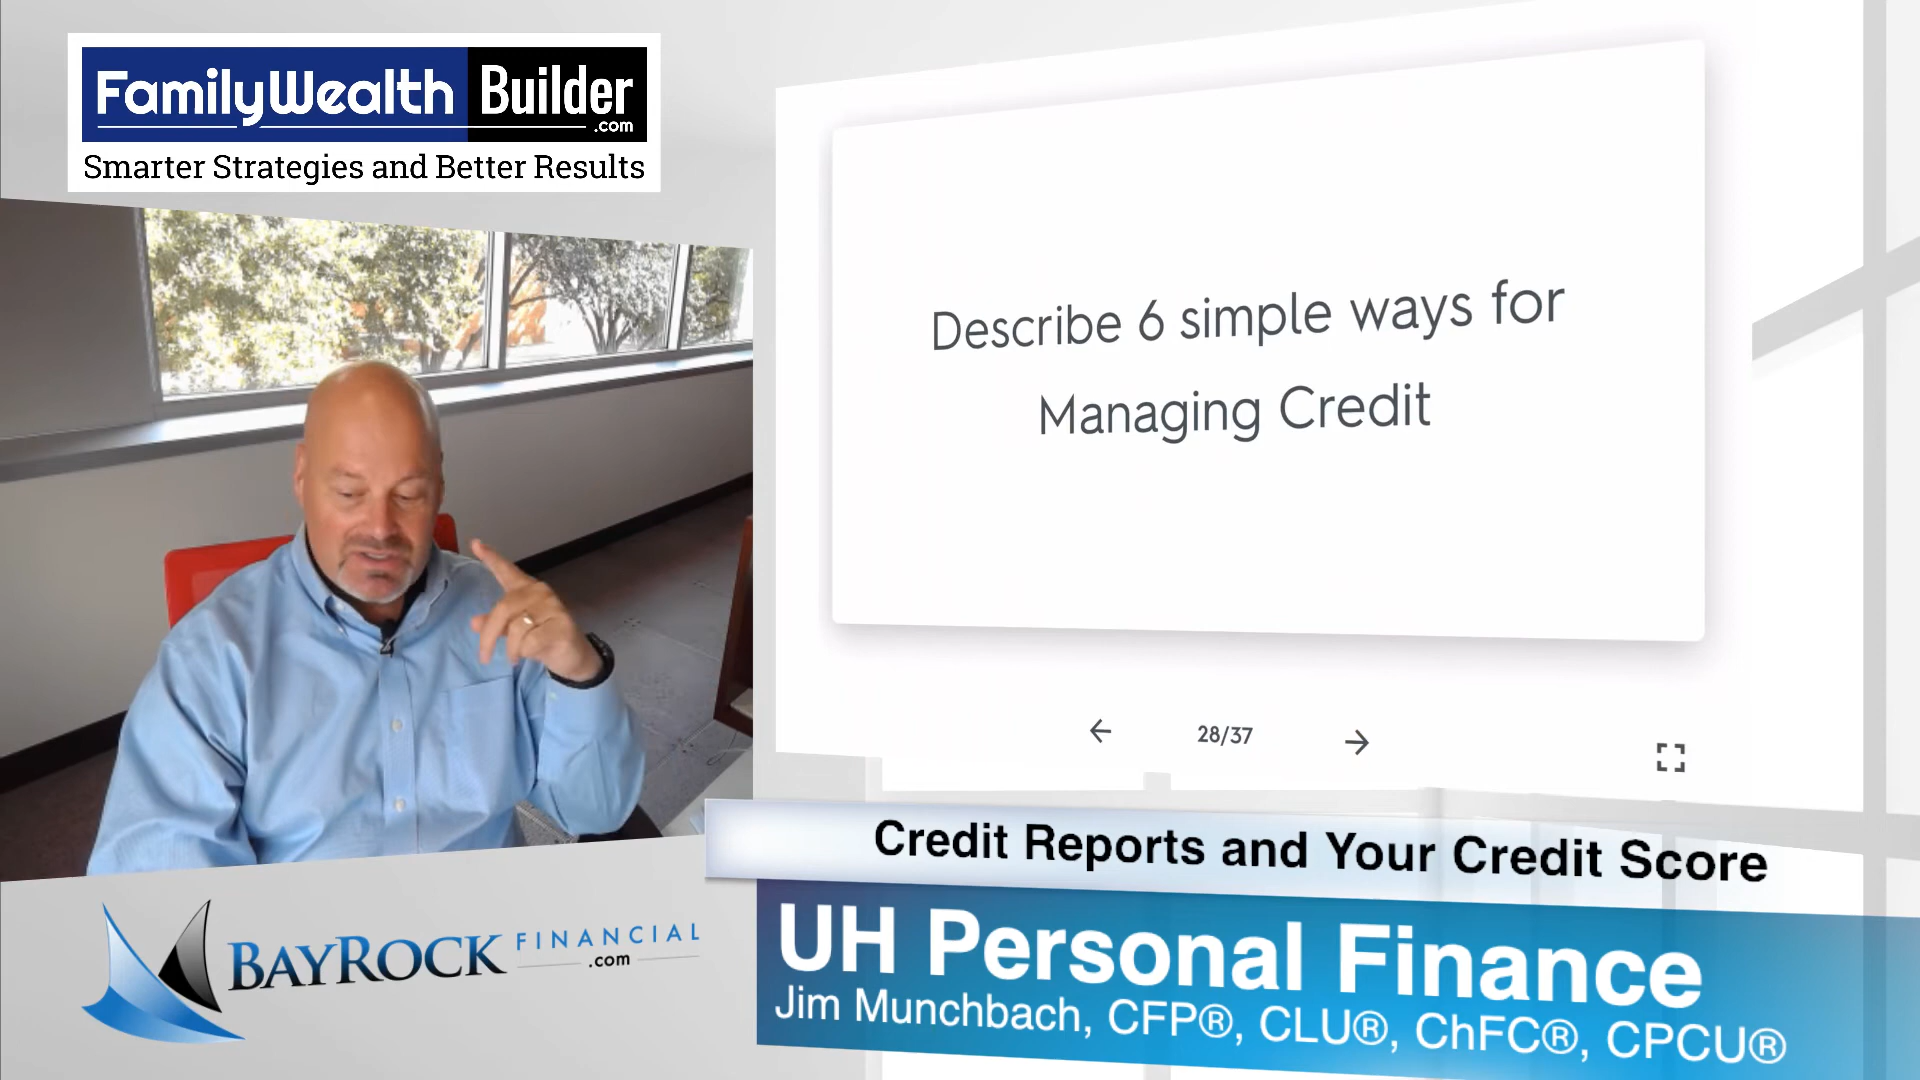 FamilyWealth Builder
.com
Smarter Strategies and Better Results
Describe 6 simple ways for
Managing Credit
28/37
Credit Reports and Your Credit Score
UH Personal Finance
Jim Munchbach, CFP®, CLU®, ChFC®, CPCU®
BAYROCK FINANCIAL
.com